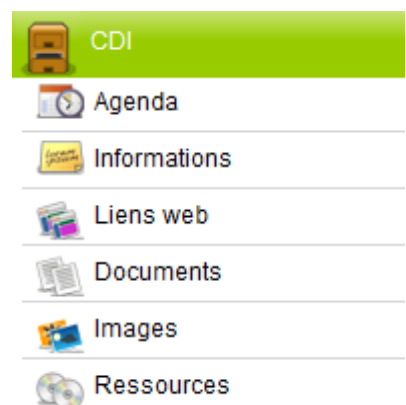 CDI
Agenda
Informations
Liens web
Documents
Images
Ressources